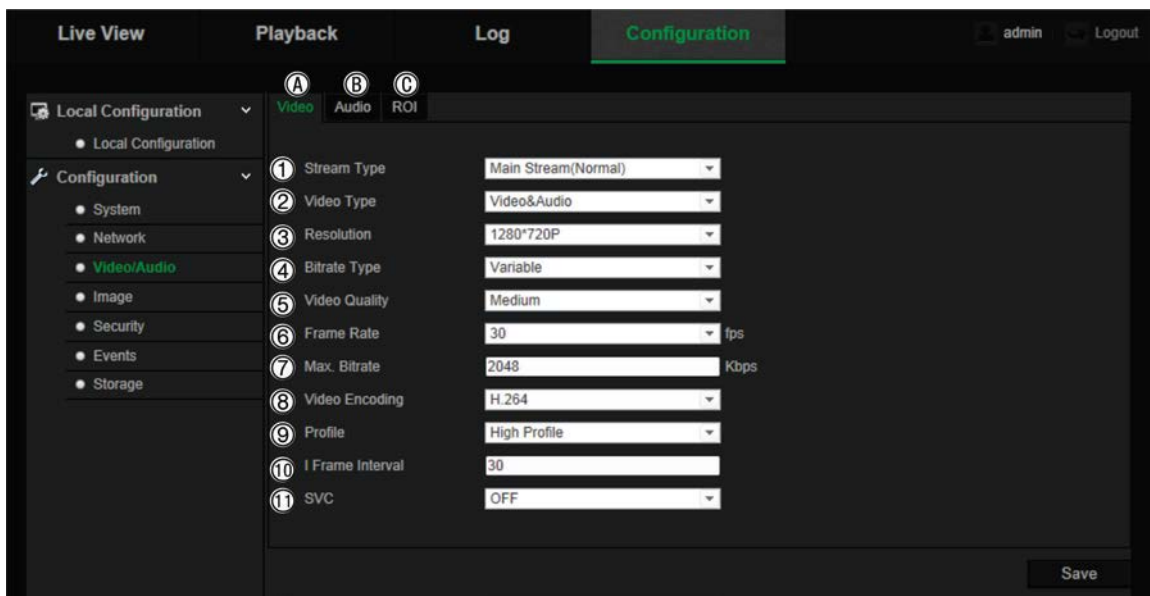 Live View Playback Log Configuration admin Logout
Ⓐ Ⓑ Ⓒ
Local Configuration Video Audio ROI
Local Configuration
Configuration
System
Network
Video/Audio
Image
Security
Events
Storage
① Stream Type Main Stream(Normal)
② Video Type Video&Audio
③ Resolution 1280*720P
④ Bitrate Type Variable
⑤ Video Quality Medium
⑥ Frame Rate 30 fps
⑦ Max. Bitrate 2048 Kbps
⑧ Video Encoding H.264
⑨ Profile High Profile
⑩ I Frame Interval 30
⑪ SVC OFF
Save